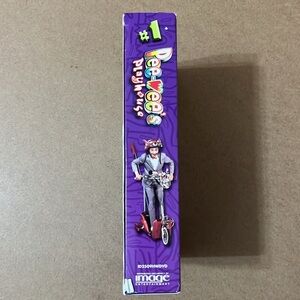 #1
Pee-wee's
Playhouse
image
ENTERTAINMENT